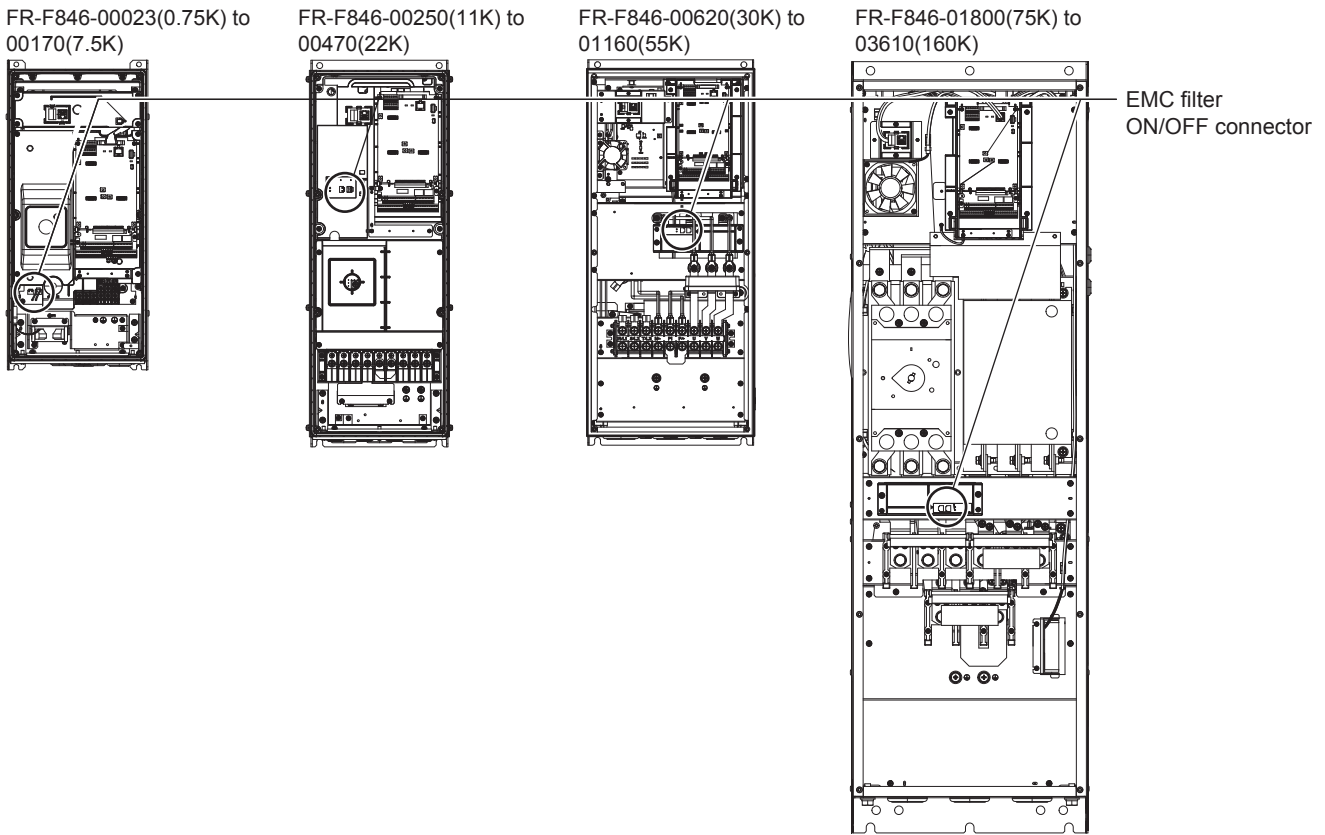 FR-F846-00023(0.75K) to
00170(7.5K)
FR-F846-00250(11K) to
00470(22K)
FR-F846-00620(30K) to
01160(55K)
FR-F846-01800(75K) to
03610(160K)
EMC filter
ON/OFF connector